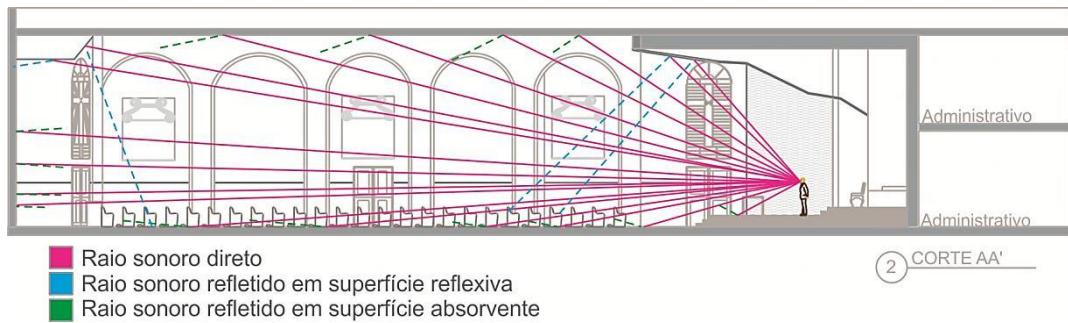 Administrativo
Administrativo
Raio sonoro direto
Raio sonoro refletido em superfície reflexiva
Raio sonoro refletido em superfície absorvente
2 CORTE AA'